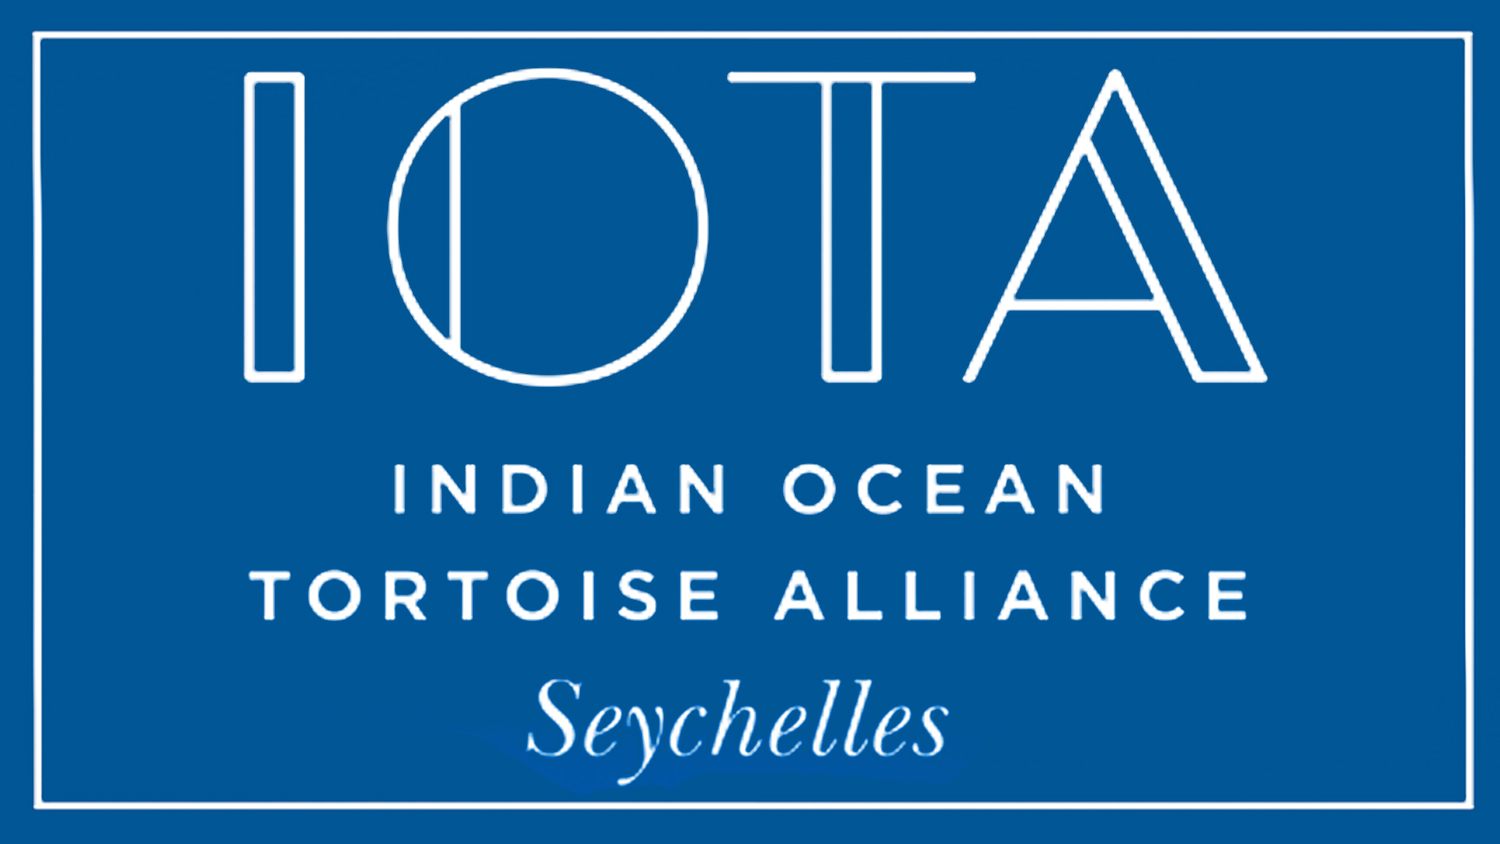 IOTA
INDIAN OCEAN
TORTOISE ALLIANCE
Seychelles